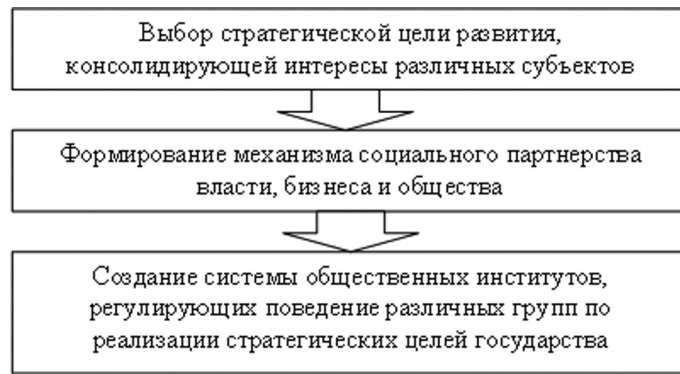 Выбор стратегической цели развития,
консолидирующей интересы различных субъектов
Формирование механизма социального партнерства
власти, бизнеса и общества
Создание системы общественных институтов,
регулирующих поведение различных групп по
реализации стратегических целей государства